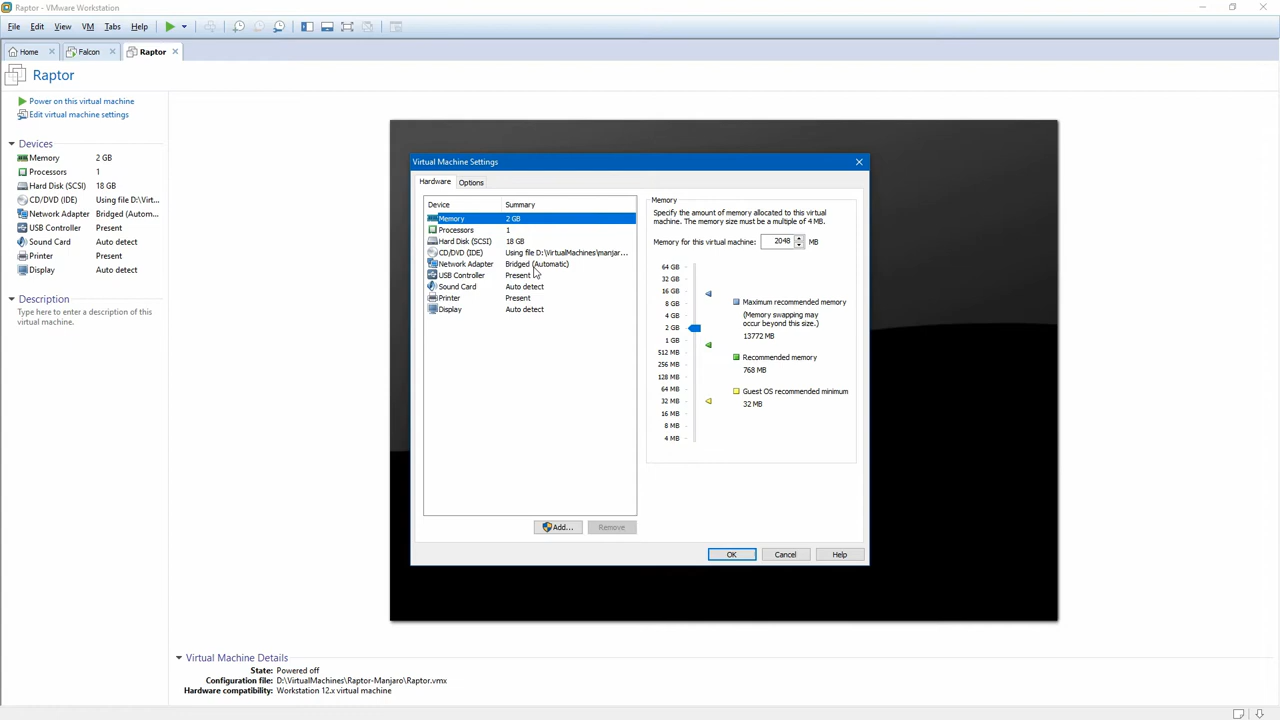 Raptor - VMware Workstation
File Edit View VM Tabs Help
Home Falcon Raptor
Raptor
Power on this virtual machine
Edit virtual machine settings
Devices
Memory 2 GB
Processors 1
Hard Disk (SCSI) 18 GB
CD/DVD (IDE) Using file D:\Virt...
Network Adapter Bridged (Autom...
USB Controller Present
Sound Card Auto detect
Printer Present
Display Auto detect
Description
Type here to enter a description of this
virtual machine.
Virtual Machine Settings
Hardware Options
Device Summary
Memory 2 GB
Processors 1
Hard Disk (SCSI) 18 GB
CD/DVD (IDE) Using file D:\VirtualMachines\manjar...
Network Adapter Bridged (Automatic)
USB Controller Present
Sound Card Auto detect
Printer Present
Display Auto detect
Add... Remove
Memory
Specify the amount of memory allocated to this virtual
machine. The memory size must be a multiple of 4 MB.
Memory for this virtual machine: 2048 MB
64 GB
32 GB
16 GB
8 GB
4 GB
2 GB
1 GB
512 MB
256 MB
128 MB
64 MB
32 MB
16 MB
8 MB
4 MB
Maximum recommended memory
(Memory swapping may
occur beyond this size.)
13772 MB
Recommended memory
768 MB
Guest OS recommended minimum
32 MB
OK Cancel Help
Virtual Machine Details
State: Powered off
Configuration file: D:\VirtualMachines\Raptor-Manjaro\Raptor.vmx
Hardware compatibility: Workstation 12.x virtual machine